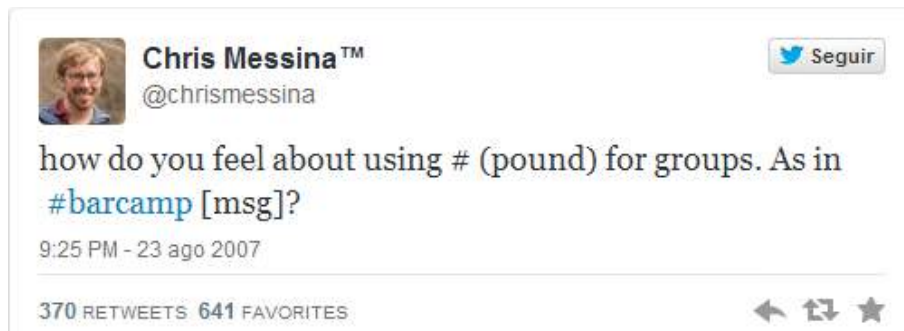 Chris Messina™
Seguir
@chrismessina
how do you feel about using # (pound) for groups. As in
#barcamp [msg]?
9:25 PM - 23 ago 2007
370 RETWEETS 641 FAVORITES